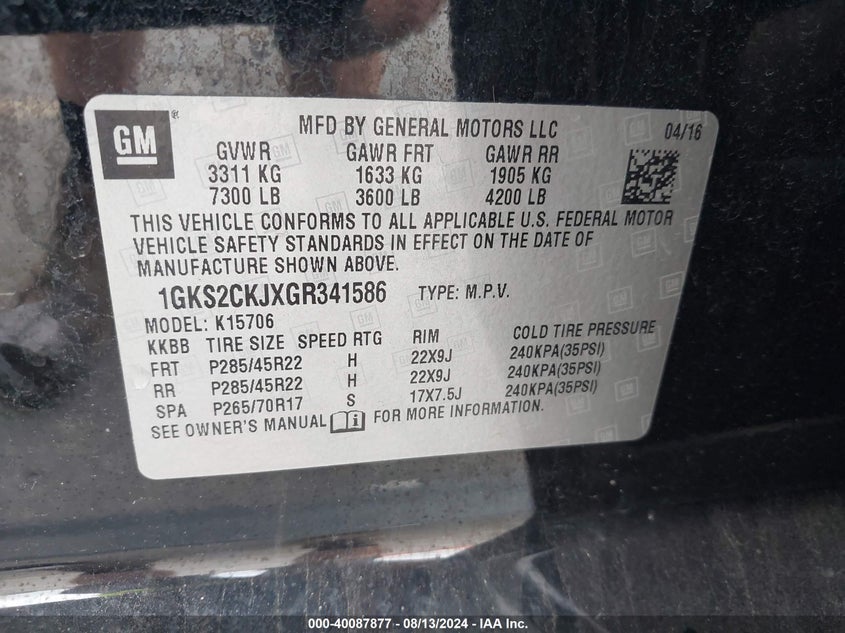 GM ®
MFD BY GENERAL MOTORS LLC 04/16
GVWR GAWR FRT GAWR RR
3311 KG 1633 KG 1905 KG
7300 LB 3600 LB 4200 LB
THIS VEHICLE CONFORMS TO ALL APPLICABLE U.S. FEDERAL MOTOR
VEHICLE SAFETY STANDARDS IN EFFECT ON THE DATE OF
MANUFACTURE SHOWN ABOVE.
1GKS2CKJXGR341586 TYPE: M.P.V.
MODEL: K15706
KKBB TIRE SIZE SPEED RTG RIM COLD TIRE PRESSURE
FRT P285/45R22 H 22X9J 240KPA(35PSI)
RR P285/45R22 H 22X9J 240KPA(35PSI)
SPA P265/70R17 S 17X7.5J 240KPA(35PSI)
SEE OWNER'S MANUAL i FOR MORE INFORMATION.
000-40087877 - 08/13/2024 - IAA Inc.